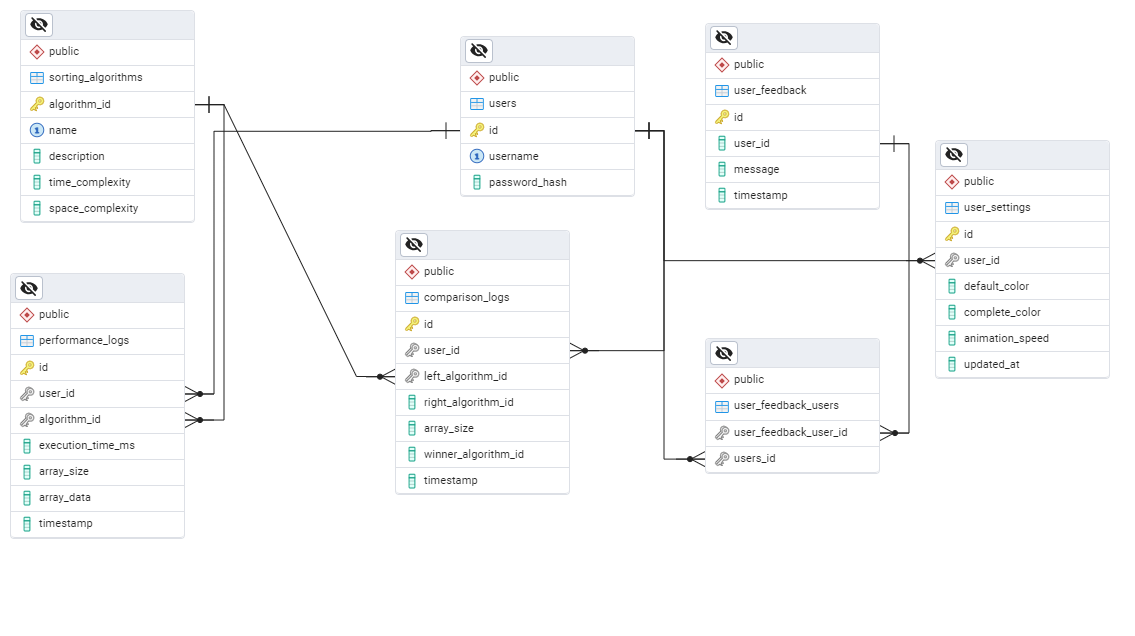 public
sorting_algorithms
algorithm_id
name
description
time_complexity
space_complexity
public
users
id
username
password_hash
public
user_feedback
id
user_id
message
timestamp
public
user_settings
id
user_id
default_color
complete_color
animation_speed
updated_at
public
performance_logs
id
user_id
algorithm_id
execution_time_ms
array_size
array_data
timestamp
public
comparison_logs
id
user_id
left_algorithm_id
right_algorithm_id
array_size
winner_algorithm_id
timestamp
public
user_feedback_users
user_feedback_user_id
users_id